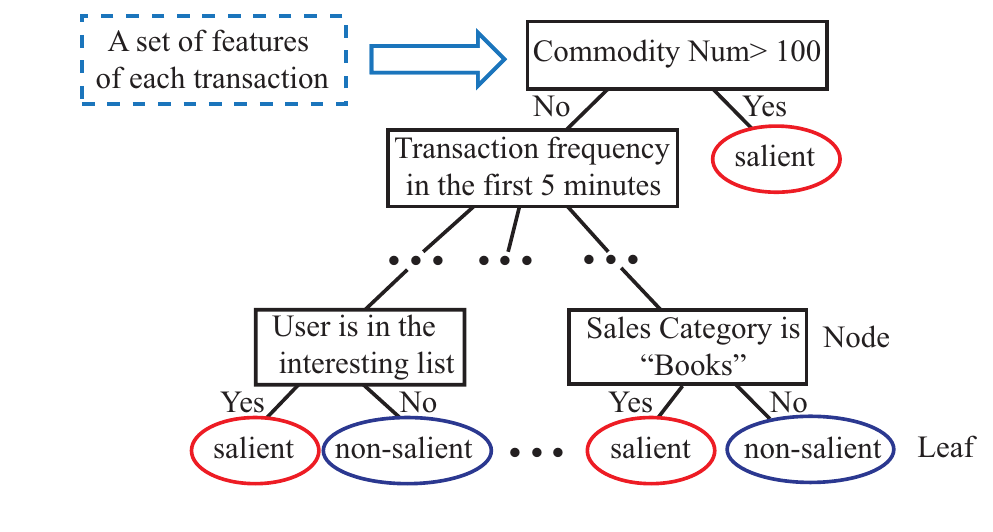 A set of features
of each transaction
Commodity Num> 100
No
Yes
Transaction frequency
in the first 5 minutes
salient
User is in the
interesting list
Sales Category is
“Books”
Node
Yes
No
Yes
No
salient
non-salient
salient
non-salient
Leaf